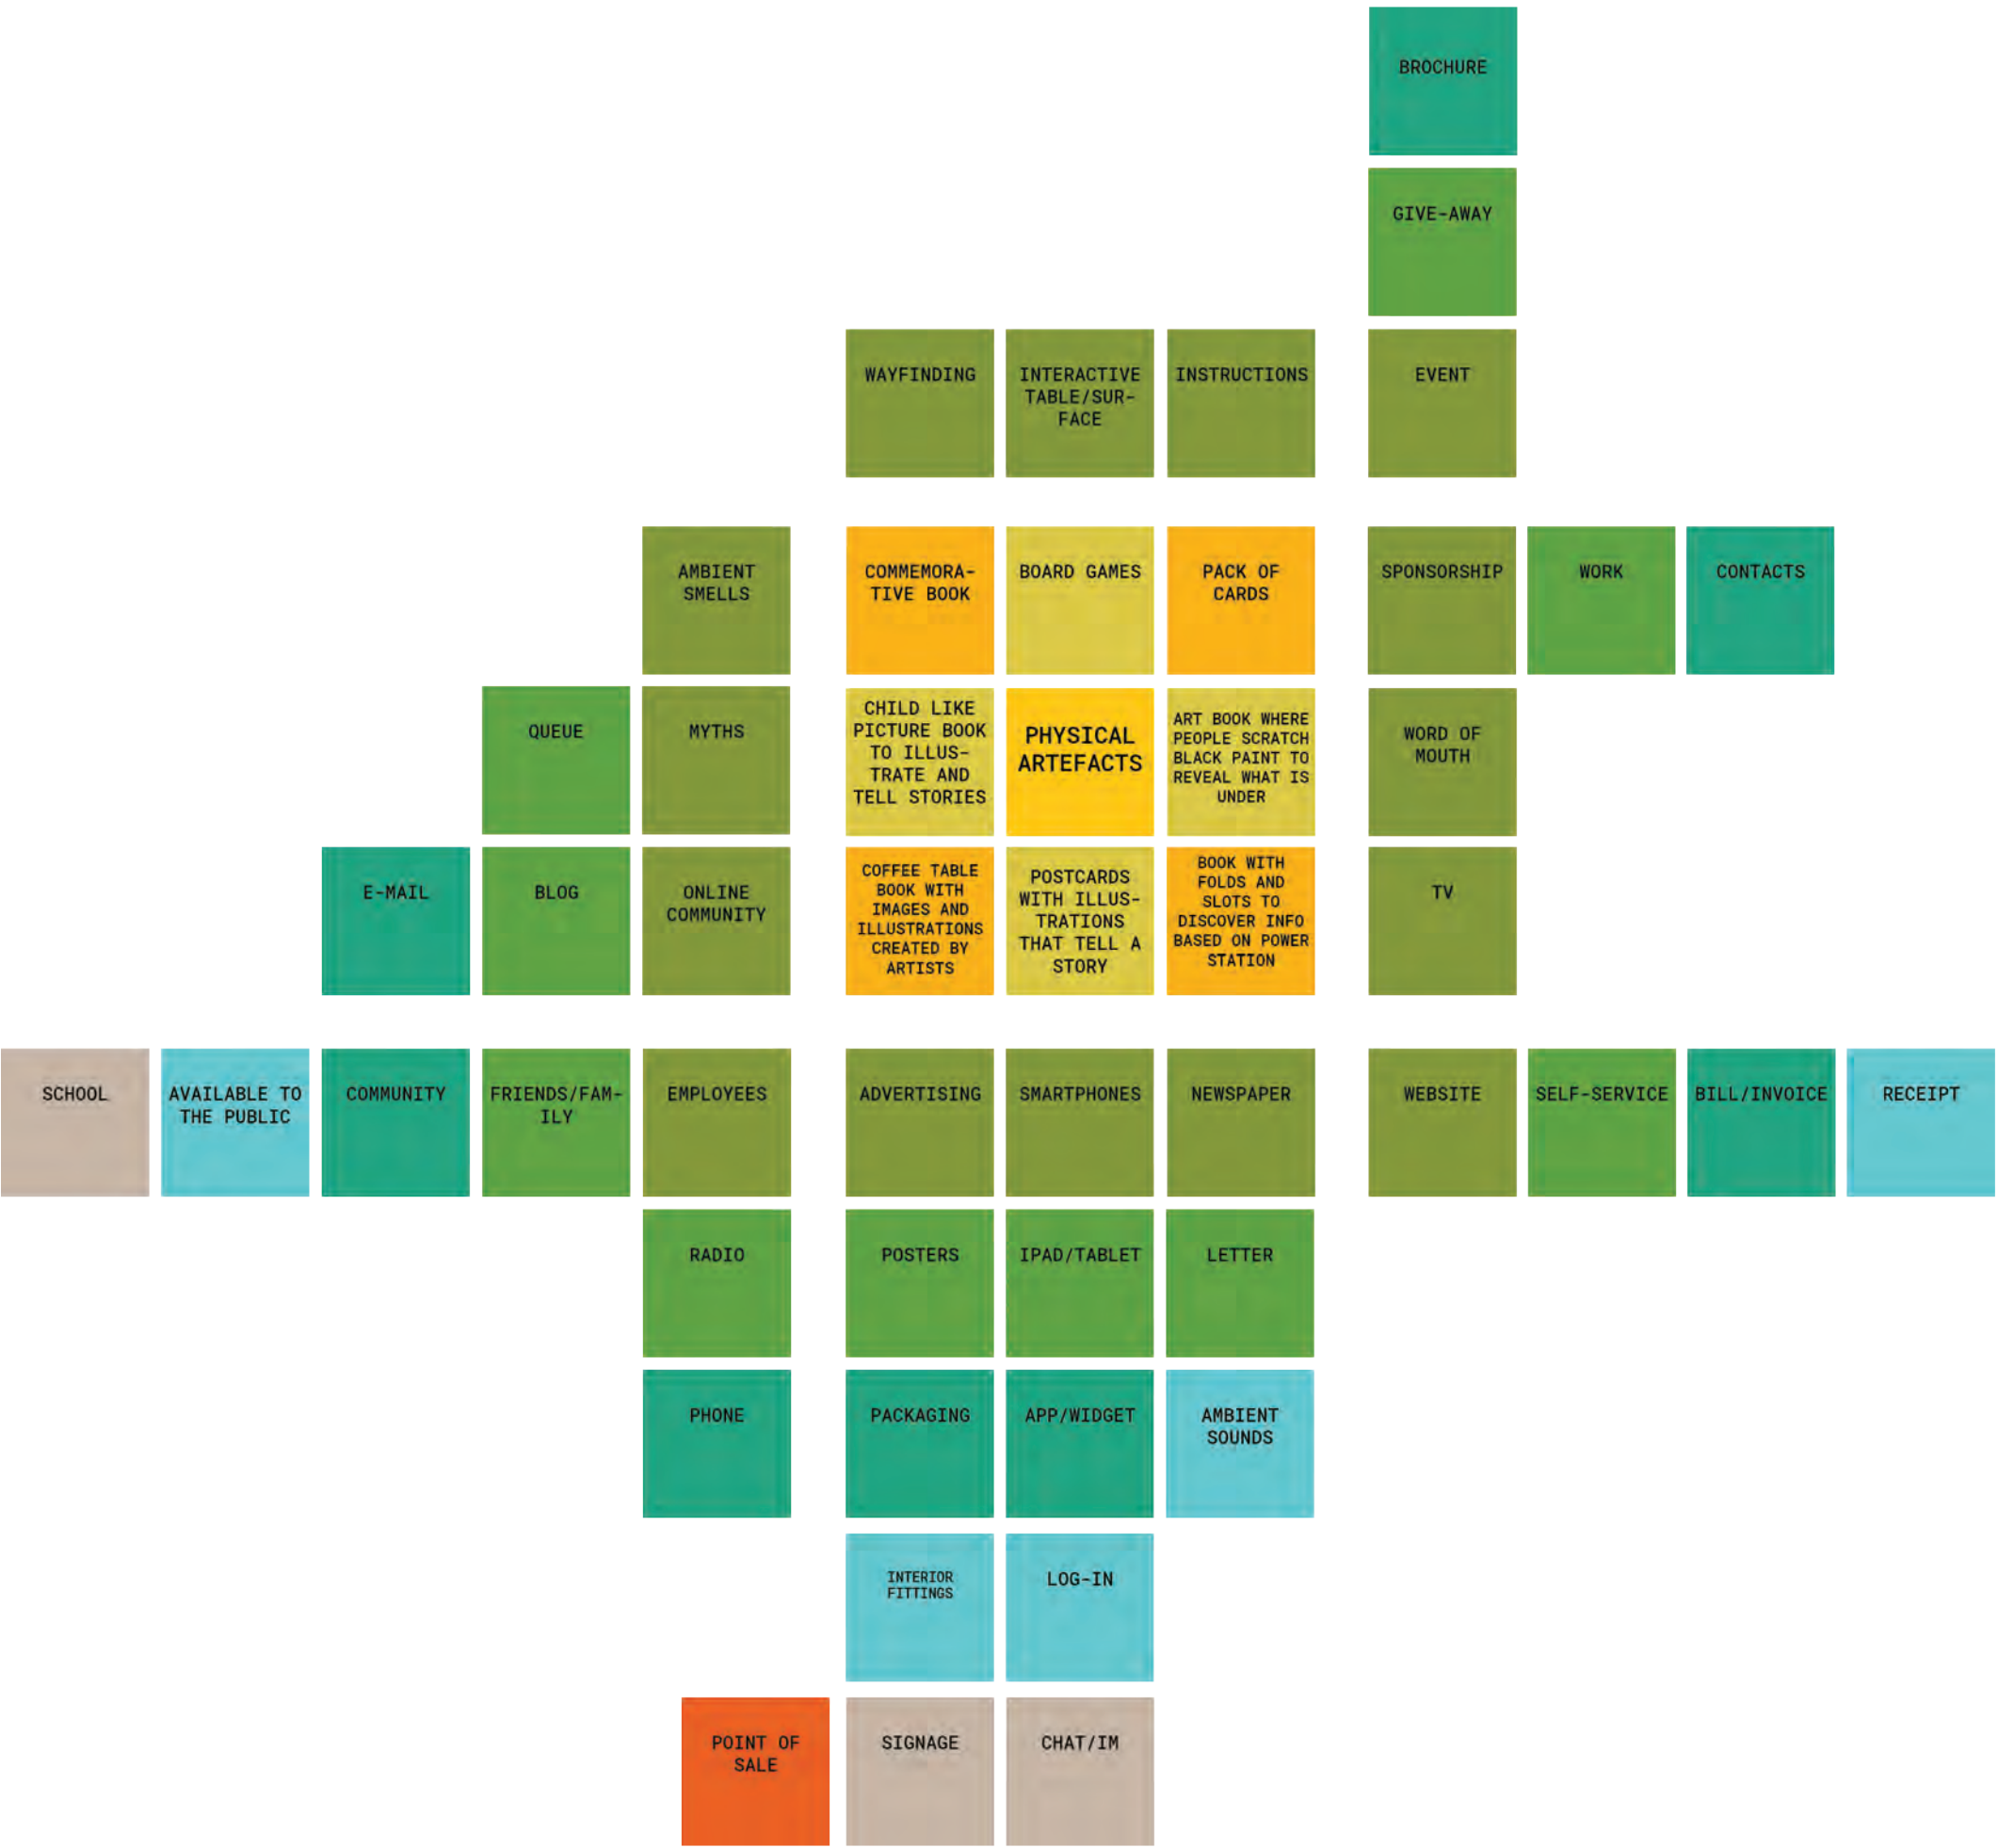 BROCHURE
GIVE-AWAY
WAYFINDING
INTERACTIVE
TABLE/SUR-
FACE
INSTRUCTIONS
EVENT
AMBIENT
SMELLS
COMMEMORA-
TIVE BOOK
BOARD GAMES
PACK OF
CARDS
SPONSORSHIP
WORK
CONTACTS
QUEUE
MYTHS
CHILD LIKE
PICTURE BOOK
TO ILLUS-
TRATE AND
TELL STORIES
PHYSICAL
ARTEFACTS
ART BOOK WHERE
PEOPLE SCRATCH
BLACK PAINT TO
REVEAL WHAT IS
UNDER
WORD OF
MOUTH
E-MAIL
BLOG
ONLINE
COMMUNITY
COFFEE TABLE
BOOK WITH
IMAGES AND
ILLUSTRATIONS
CREATED BY
ARTISTS
POSTCARDS
WITH ILLUS-
TRATIONS
THAT TELL A
STORY
BOOK WITH
FOLDS AND
SLOTS TO
DISCOVER INFO
BASED ON POWER
STATION
TV
SCHOOL
AVAILABLE TO
THE PUBLIC
COMMUNITY
FRIENDS/FAM-
ILY
EMPLOYEES
ADVERTISING
SMARTPHONES
NEWSPAPER
WEBSITE
SELF-SERVICE
BILL/INVOICE
RECEIPT
RADIO
POSTERS
IPAD/TABLET
LETTER
PHONE
PACKAGING
APP/WIDGET
AMBIENT
SOUNDS
INTERIOR
FITTINGS
LOG-IN
POINT OF
SALE
SIGNAGE
CHAT/IM